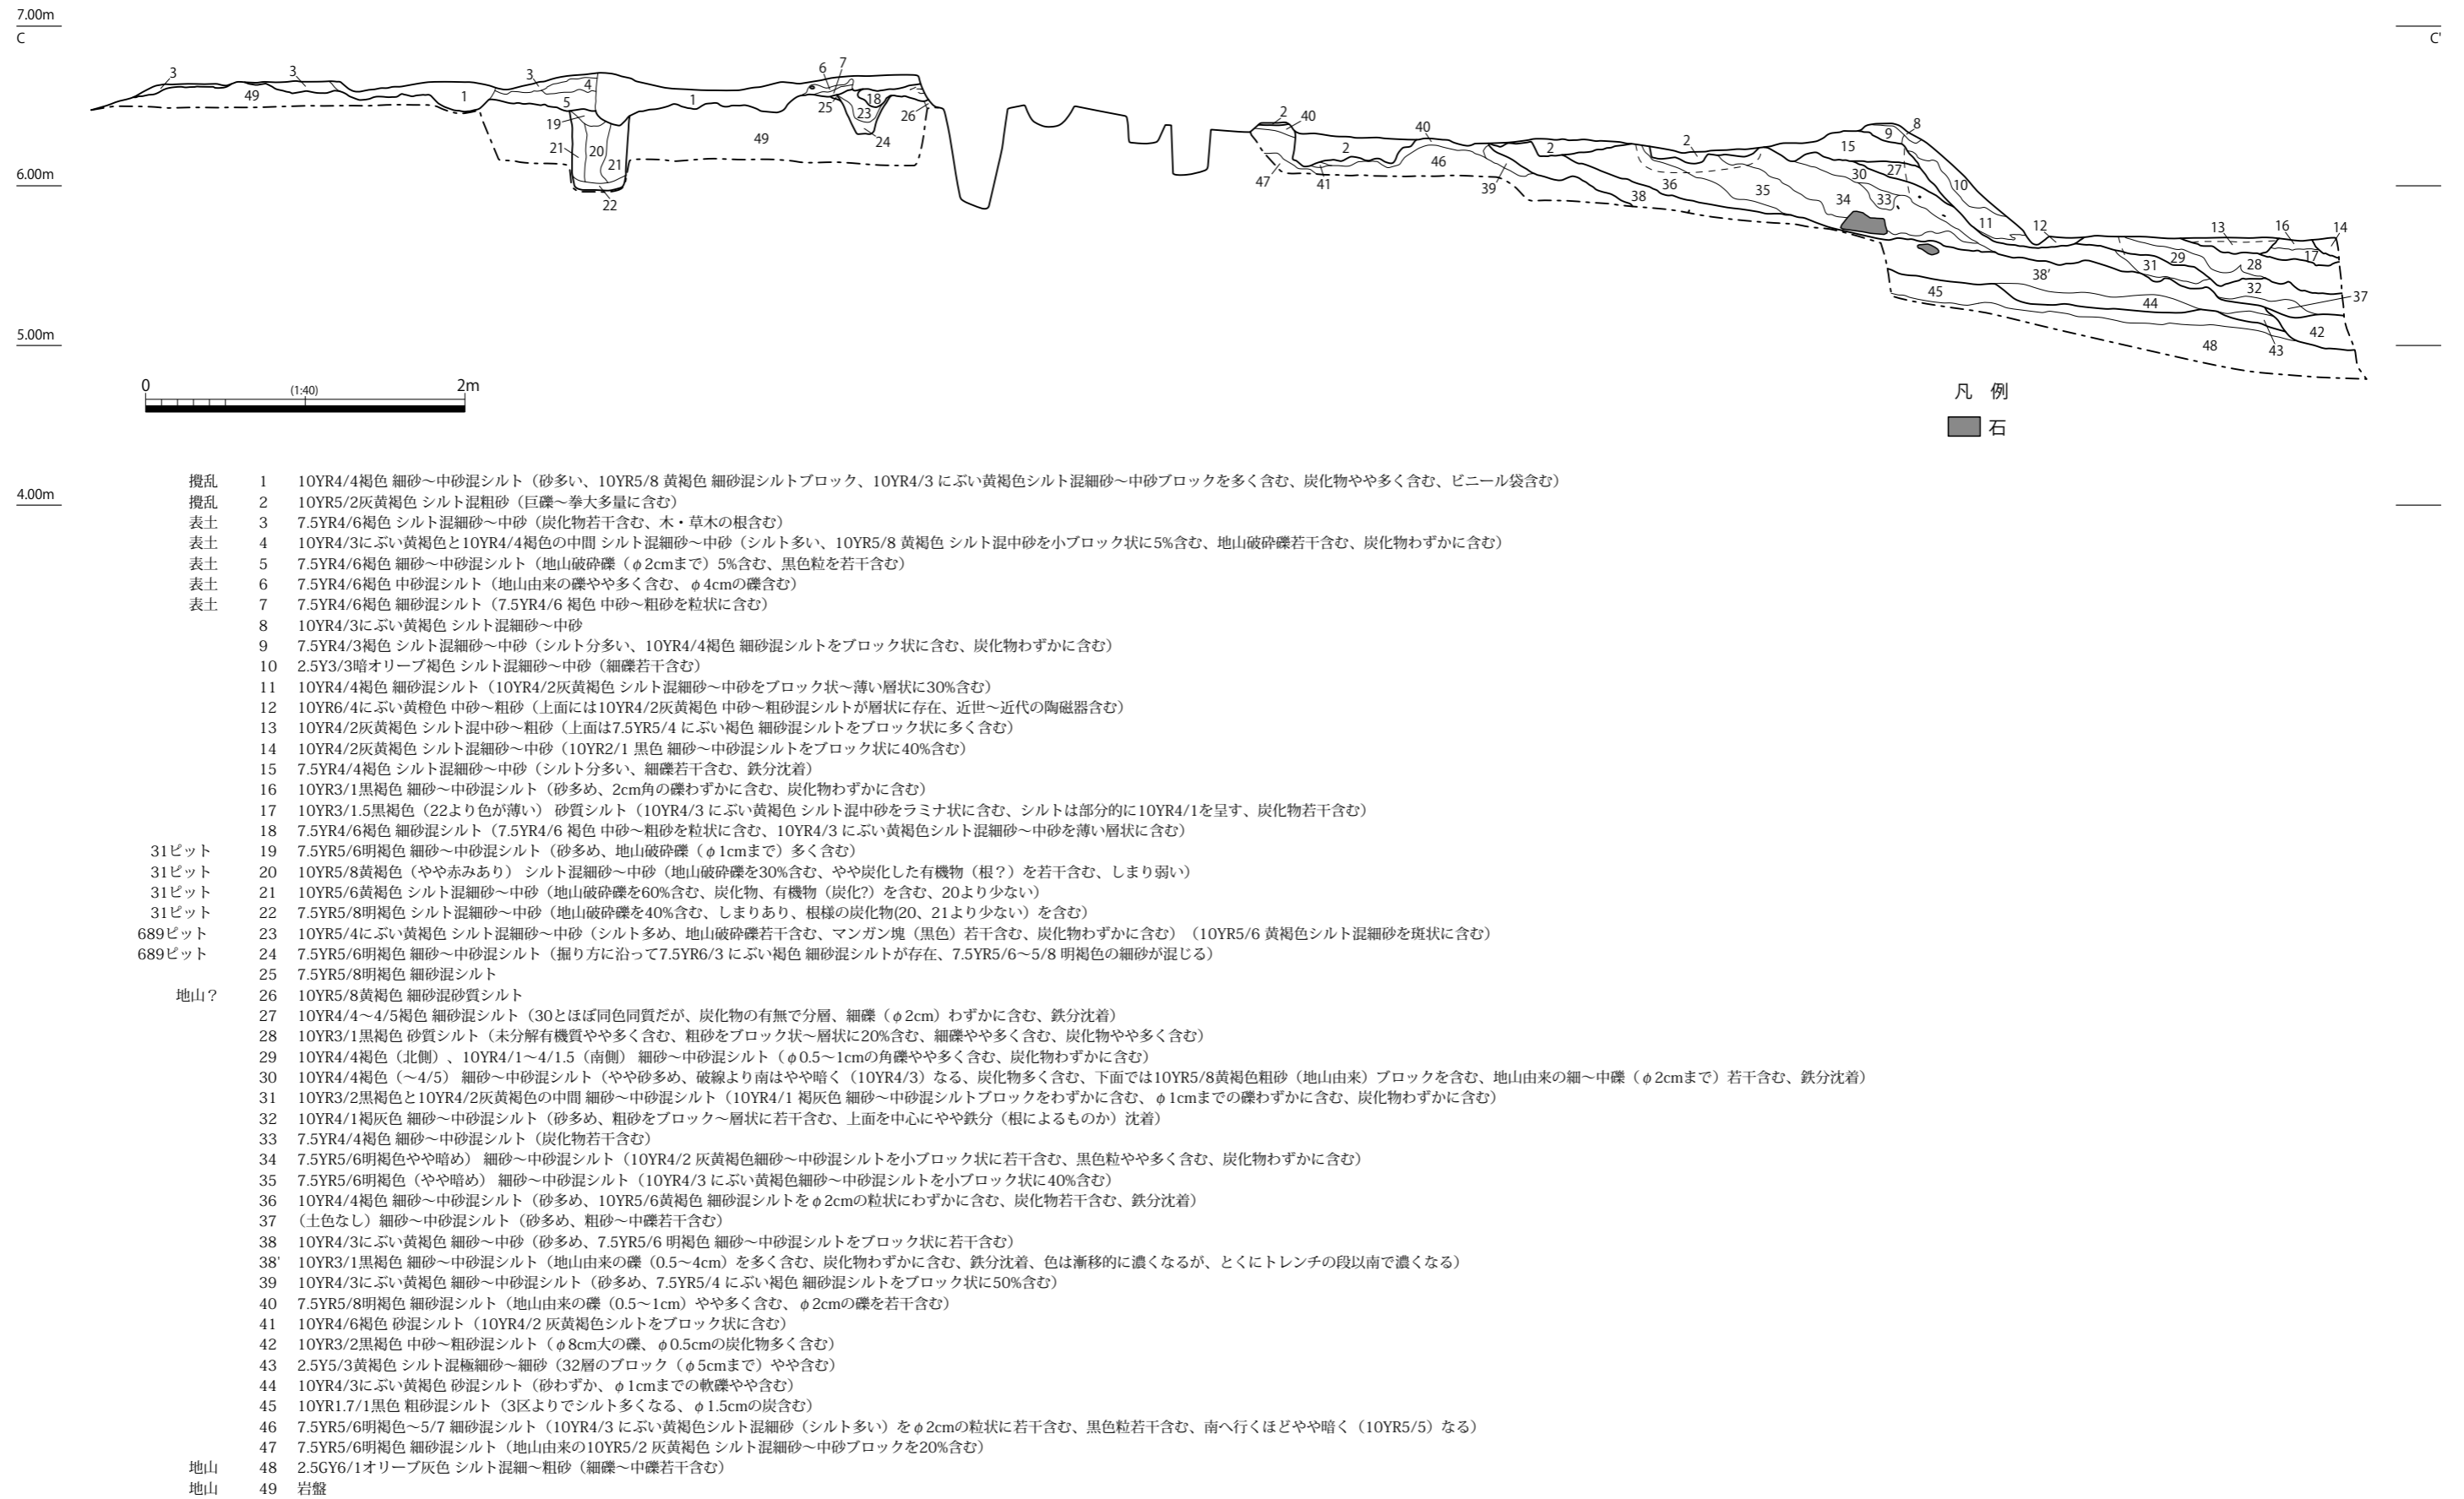 7.00m
C
C'
3
3
49
1
3
4
5
1
6
7
18
25
23
26
24
19
21
20
21
22
49
2
40
2
40
46
47
41
39
2
2
38
36
35
34
33
30
15
27
9
8
10
11
12
13
16
14
17
29
28
31
32
37
38'
45
44
42
43
48
6.00m
5.00m
4.00m
0
(1:40)
2m
凡 例
石
攪乱 1 10YR4/4褐色 細砂～中砂混シルト（砂多い、10YR5/8 黄褐色 細砂混シルトブロック、10YR4/3 にぶい黄褐色シルト混細砂～中砂ブロックを多く含む、炭化物やや多く含む、ビニール袋含む）
攪乱 2 10YR5/2灰黄褐色 シルト混粗砂（巨礫～拳大多量に含む）
表土 3 7.5YR4/6褐色 シルト混細砂～中砂（炭化物若干含む、木・草木の根含む）
表土 4 10YR4/3にぶい黄褐色と10YR4/4褐色の中間 シルト混細砂～中砂（シルト多い、10YR5/8 黄褐色 シルト混中砂を小ブロック状に5%含む、地山破砕礫若干含む、炭化物わずかに含む）
表土 5 7.5YR4/6褐色 細砂～中砂混シルト（地山破砕礫（φ2cmまで）5%含む、黒色粒を若干含む）
表土 6 7.5YR4/6褐色 中砂混シルト（地山由来の礫やや多く含む、φ4cmの礫含む）
表土 7 7.5YR4/6褐色 細砂混シルト（7.5YR4/6 褐色 中砂～粗砂を粒状に含む）
8 10YR4/3にぶい黄褐色 シルト混細砂～中砂
9 7.5YR4/3褐色 シルト混細砂～中砂（シルト分多い、10YR4/4褐色 細砂混シルトをブロック状に含む、炭化物わずかに含む）
10 2.5Y3/3暗オリーブ褐色 シルト混細砂～中砂（細礫若干含む）
11 10YR4/4褐色 細砂混シルト（10YR4/2灰黄褐色 シルト混細砂～中砂をブロック状～薄い層状に30%含む）
12 10YR6/4にぶい黄橙色 中砂～粗砂（上面には10YR4/2灰黄褐色 中砂～粗砂混シルトが層状に存在、近世～近代の陶磁器含む）
13 10YR4/2灰黄褐色 シルト混中砂～粗砂（上面は7.5YR5/4 にぶい褐色 細砂混シルトをブロック状に多く含む）
14 10YR4/2灰黄褐色 シルト混細砂～中砂（10YR2/1 黒色 細砂～中砂混シルトをブロック状に40%含む）
15 7.5YR4/4褐色 シルト混細砂～中砂（シルト分多い、細礫若干含む、鉄分沈着）
16 10YR3/1黒褐色 細砂～中砂混シルト（砂多め、2cm角の礫わずかに含む、炭化物わずかに含む）
17 10YR3/1.5黒褐色（22より色が薄い） 砂質シルト（10YR4/3 にぶい黄褐色 シルト混中砂をラミナ状に含む、シルトは部分的に10YR4/1を呈す、炭化物若干含む）
18 7.5YR4/6褐色 細砂混シルト（7.5YR4/6 褐色 中砂～粗砂を粒状に含む、10YR4/3 にぶい黄褐色シルト混細砂～中砂を薄い層状に含む）
31ピット 19 7.5YR5/6明褐色 細砂～中砂混シルト（砂多め、地山破砕礫（φ1cmまで）多く含む）
31ピット 20 10YR5/8黄褐色（やや赤みあり） シルト混細砂～中砂（地山破砕礫を30%含む、やや炭化した有機物（根？）を若干含む、しまり弱い）
31ピット 21 10YR5/6黄褐色 シルト混細砂～中砂（地山破砕礫を60%含む、炭化物、有機物（炭化?）を含む、20より少ない）
31ピット 22 7.5YR5/8明褐色 シルト混細砂～中砂（地山破砕礫を40%含む、しまりあり、根様の炭化物(20、21より少ない）を含む）
689ピット 23 10YR5/4にぶい黄褐色 シルト混細砂～中砂（シルト多め、地山破砕礫若干含む、マンガン塊（黒色）若干含む、炭化物わずかに含む）（10YR5/6 黄褐色シルト混細砂を斑状に含む）
689ピット 24 7.5YR5/6明褐色 細砂～中砂混シルト（掘り方に沿って7.5YR6/3 にぶい褐色 細砂混シルトが存在、7.5YR5/6～5/8 明褐色の細砂が混じる）
25 7.5YR5/8明褐色 細砂混シルト
地山？ 26 10YR5/8黄褐色 細砂混砂質シルト
27 10YR4/4～4/5褐色 細砂混シルト（30とほぼ同色同質だが、炭化物の有無で分層、細礫（φ2cm）わずかに含む、鉄分沈着）
28 10YR3/1黒褐色 砂質シルト（未分解有機質やや多く含む、粗砂をブロック状～層状に20%含む、細礫やや多く含む、炭化物やや多く含む）
29 10YR4/4褐色（北側）、10YR4/1～4/1.5（南側） 細砂～中砂混シルト（φ0.5～1cmの角礫やや多く含む、炭化物わずかに含む）
30 10YR4/4褐色（～4/5） 細砂～中砂混シルト（やや砂多め、破線より南はやや暗く（10YR4/3）なる、炭化物多く含む、下面では10YR5/8黄褐色粗砂（地山由来）ブロックを含む、地山由来の細～中礫（φ2cmまで）若干含む、鉄分沈着）
31 10YR3/2黒褐色と10YR4/2灰黄褐色の中間 細砂～中砂混シルト（10YR4/1 褐灰色 細砂～中砂混シルトブロックをわずかに含む、φ1cmまでの礫わずかに含む、炭化物わずかに含む）
32 10YR4/1褐灰色 細砂～中砂混シルト（砂多め、粗砂をブロック～層状に若干含む、上面を中心にやや鉄分（根によるものか）沈着）
33 7.5YR4/4褐色 細砂～中砂混シルト（炭化物若干含む）
34 7.5YR5/6明褐色やや暗め） 細砂～中砂混シルト（10YR4/2 灰黄褐色細砂～中砂混シルトを小ブロック状に若干含む、黒色粒やや多く含む、炭化物わずかに含む）
35 7.5YR5/6明褐色（やや暗め） 細砂～中砂混シルト（10YR4/3 にぶい黄褐色細砂～中砂混シルトを小ブロック状に40%含む）
36 10YR4/4褐色 細砂～中砂混シルト（砂多め、10YR5/6黄褐色 細砂混シルトをφ2cmの粒状にわずかに含む、炭化物若干含む、鉄分沈着）
37 （土色なし）細砂～中砂混シルト（砂多め、粗砂～中礫若干含む）
38 10YR4/3にぶい黄褐色 細砂～中砂（砂多め、7.5YR5/6 明褐色 細砂～中砂混シルトをブロック状に若干含む）
38' 10YR3/1黒褐色 細砂～中砂混シルト（地山由来の礫（0.5～4cm）を多く含む、炭化物わずかに含む、鉄分沈着、色は漸移的に濃くなるが、とくにトレンチの段以南で濃くなる）
39 10YR4/3にぶい黄褐色 細砂～中砂混シルト（砂多め、7.5YR5/4 にぶい褐色 細砂混シルトをブロック状に50%含む）
40 7.5YR5/8明褐色 細砂混シルト（地山由来の礫（0.5～1cm）やや多く含む、φ2cmの礫を若干含む）
41 10YR4/6褐色 砂混シルト（10YR4/2 灰黄褐色シルトをブロック状に含む）
42 10YR3/2黒褐色 中砂～粗砂混シルト（φ8cm大の礫、φ0.5cmの炭化物多く含む）
43 2.5Y5/3黄褐色 シルト混極細砂～細砂（32層のブロック（φ5cmまで）やや含む）
44 10YR4/3にぶい黄褐色 砂混シルト（砂わずか、φ1cmまでの軟礫やや含む）
45 10YR1.7/1黒色 粗砂混シルト（3区よりでシルト多くなる、φ1.5cmの炭含む）
46 7.5YR5/6明褐色～5/7 細砂混シルト（10YR4/3 にぶい黄褐色シルト混細砂（シルト多い）をφ2cmの粒状に若干含む、黒色粒若干含む、南へ行くほどやや暗く（10YR5/5）なる）
47 7.5YR5/6明褐色 細砂混シルト（地山由来の10YR5/2 灰黄褐色 シルト混細砂～中砂ブロックを20%含む）
地山 48 2.5GY6/1オリーブ灰色 シルト混細～粗砂（細礫～中礫若干含む）
地山 49 岩盤